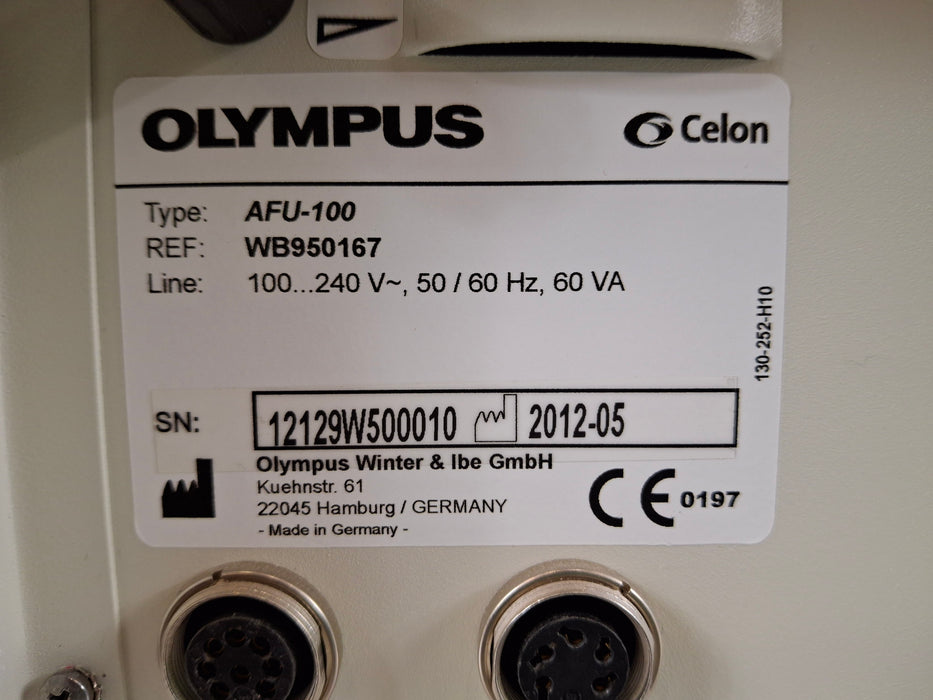 OLYMPUS Celon
Type: AFU-100
REF: WB950167
Line: 100...240 V~, 50 / 60 Hz, 60 VA
130-252-H10
SN: 12129W500010 2012-05
Olympus Winter & Ibe GmbH
Kuehnstr. 61
22045 Hamburg / GERMANY
- Made in Germany -
CE 0197